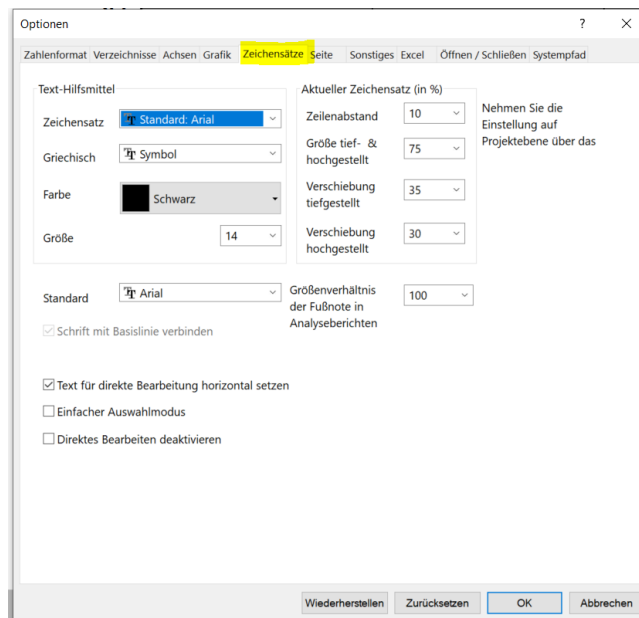 Optionen
Zahlenformat Verzeichnisse Achsen Grafik Zeichensätze Seite Sonstiges Excel Öffnen / Schließen Systempfad
Text-Hilfsmittel
Zeichensatz
Standard: Arial
Griechisch
Symbol
Farbe
Schwarz
Größe
14
Aktueller Zeichensatz (in %)
Zeilenabstand
10
Größe tief- &
hochgestellt
75
Verschiebung
tiefgestellt
35
Verschiebung
hochgestellt
30
Nehmen Sie die
Einstellung auf
Projektebene über das
Standard
Arial
Größenverhältnis
der Fußnote in
Analyseberichten
100
Schrift mit Basislinie verbinden
Text für direkte Bearbeitung horizontal setzen
Einfacher Auswahlmodus
Direktes Bearbeiten deaktivieren
Wiederherstellen Zurücksetzen OK Abbrechen